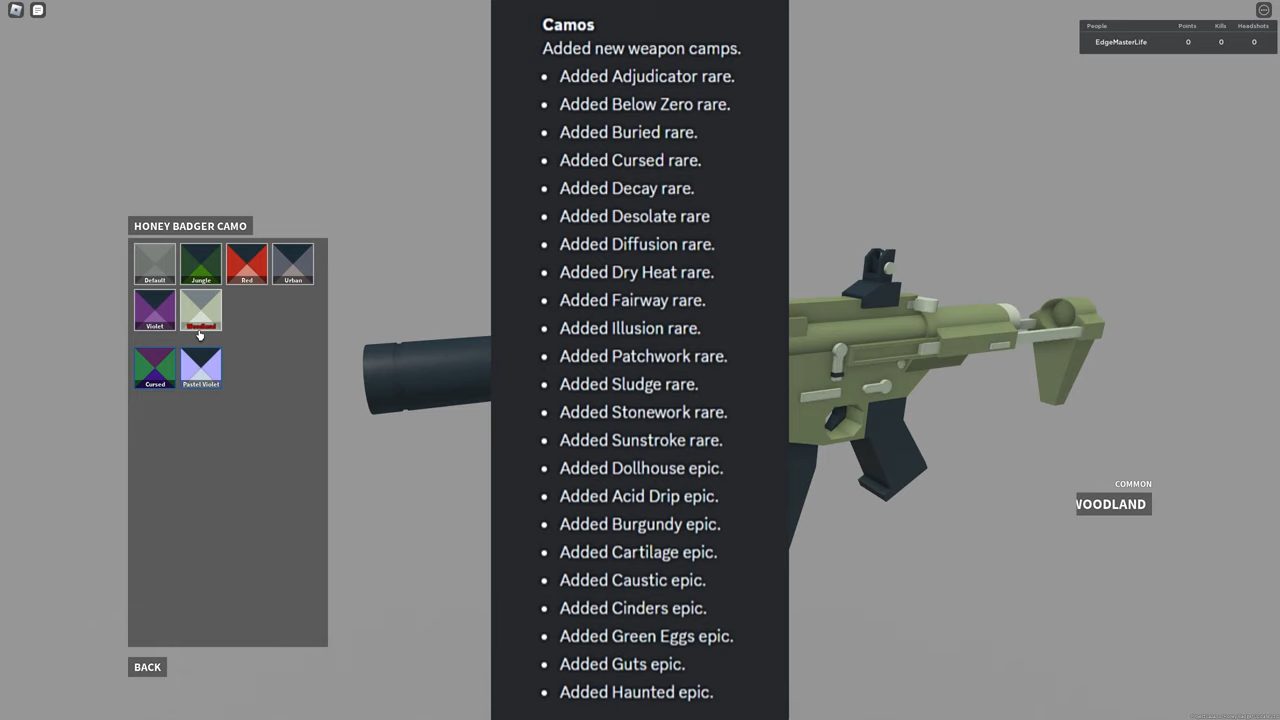 People Points Kills Headshots
EdgeMasterLife 0 0 0
Camos
Added new weapon camps.
• Added Adjudicator rare.
• Added Below Zero rare.
• Added Buried rare.
• Added Cursed rare.
• Added Decay rare.
• Added Desolate rare
• Added Diffusion rare.
• Added Dry Heat rare.
• Added Fairway rare.
• Added Illusion rare.
• Added Patchwork rare.
• Added Sludge rare.
• Added Stonework rare.
• Added Sunstroke rare.
• Added Dollhouse epic.
• Added Acid Drip epic.
• Added Burgundy epic.
• Added Cartilage epic.
• Added Caustic epic.
• Added Cinders epic.
• Added Green Eggs epic.
• Added Guts epic.
• Added Haunted epic.
HONEY BADGER CAMO
Default Jungle Red Urban
Violet Woodland
Cursed Pastel Violet
BACK
COMMON
WOODLAND